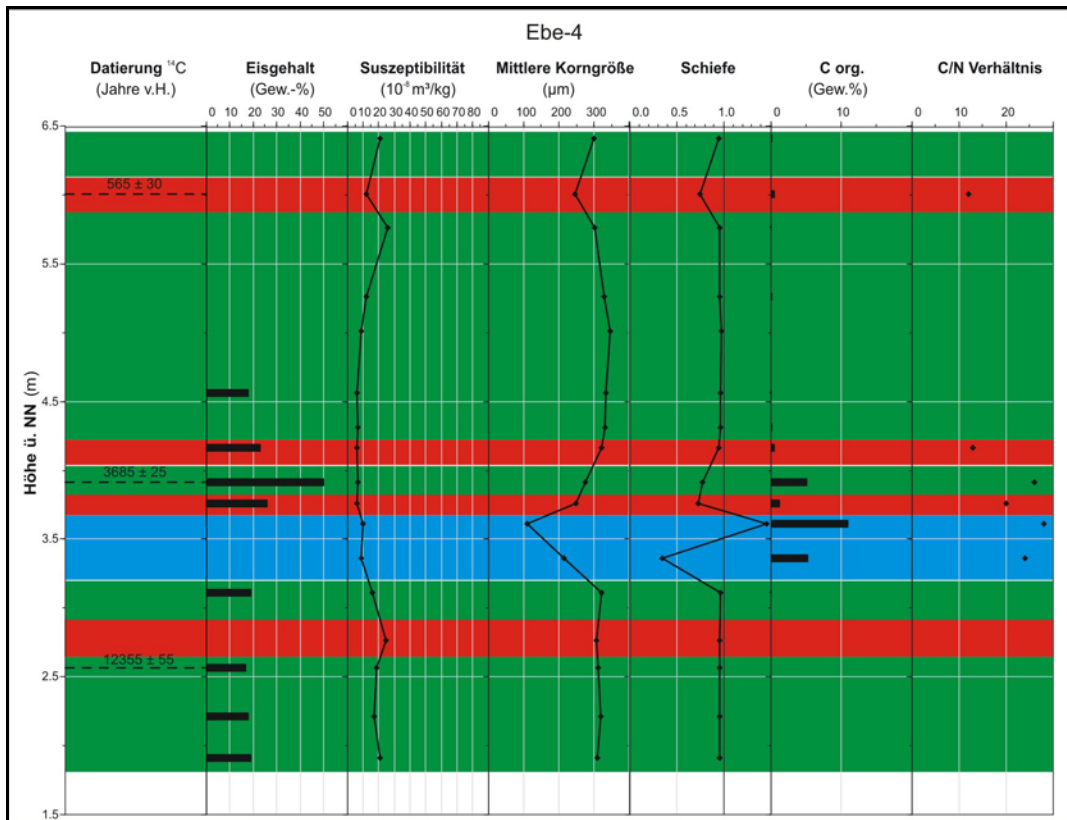 Ebe-4
Datierung ¹⁴C Eisgehalt Suszeptibilität Mittlere Korngröße Schiefe C org. C/N Verhältnis
(Jahre v.H.) (Gew.-%) (10⁻⁸ m³/kg) (µm) (Gew.%)
0 10 20 30 40 50 0 10 20 30 40 50 60 70 80 0 100 200 300 0.0 0.5 1.0 0 10 0 10 20
6.5
565 ± 30
5.5
4.5
3685 ± 25
3.5
12355 ± 55
2.5
1.5
Höhe ü. NN (m)